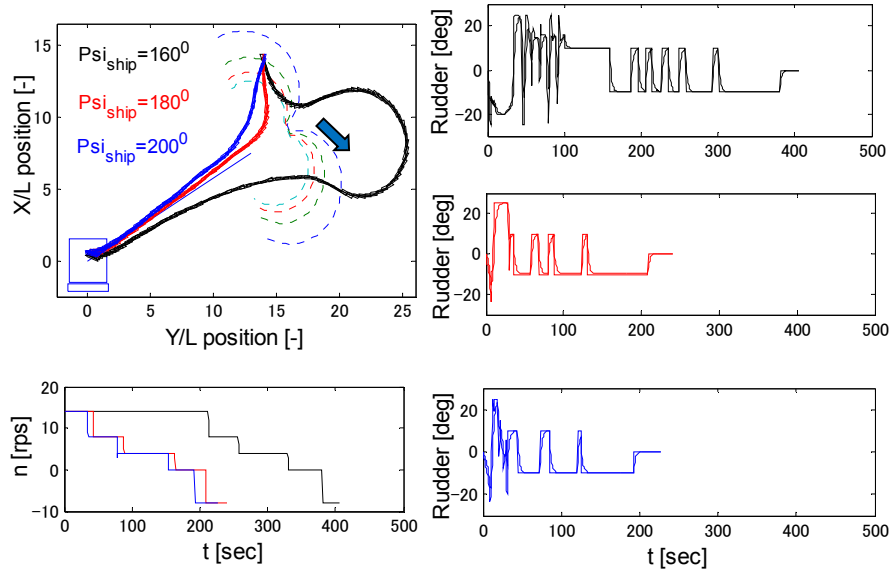 15
10
5
0
X/L position [-]
Psi_ship=160⁰
Psi_ship=180⁰
Psi_ship=200⁰
0 5 10 15 20 25
Y/L position [-]
20
0
-20
Rudder [deg]
0 100 200 300 400 500
20
0
-20
Rudder [deg]
0 100 200 300 400 500
20
10
0
-10
n [rps]
0 100 200 300 400 500
t [sec]
20
0
-20
Rudder [deg]
0 100 200 300 400 500
t [sec]